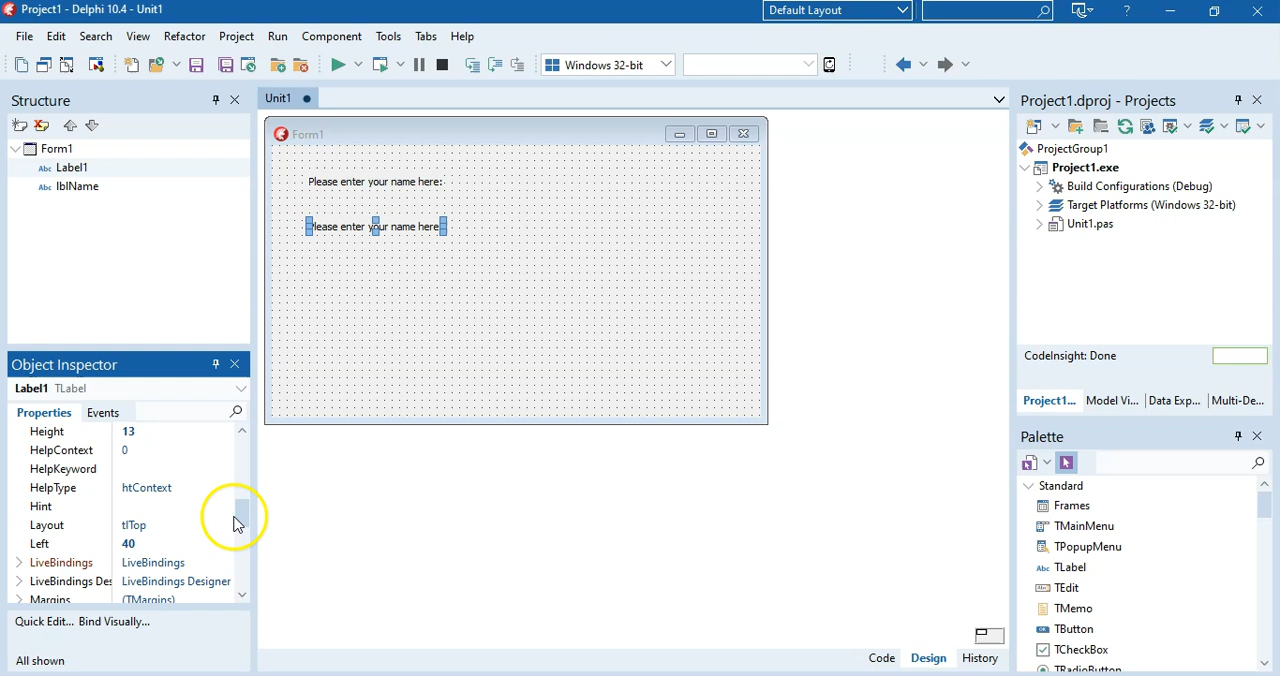 Project1 - Delphi 10.4 - Unit1
Default Layout
?
File Edit Search View Refactor Project Run Component Tools Tabs Help
Windows 32-bit
Structure
Form1
Abc Label1
Abc lblName
Object Inspector
Label1 TLabel
Properties Events
Height 13
HelpContext 0
HelpKeyword
HelpType htContext
Hint
Layout tlTop
Left 40
LiveBindings LiveBindings
LiveBindings Des LiveBindings Designer
Margins (TMargins)
Quick Edit... Bind Visually...
All shown
Unit1
Form1
Please enter your name here:
Please enter your name here
Code Design History
Project1.dproj - Projects
ProjectGroup1
Project1.exe
Build Configurations (Debug)
Target Platforms (Windows 32-bit)
Unit1.pas
CodeInsight: Done
Project1... Model Vi... Data Exp... Multi-De...
Palette
Standard
Frames
TMainMenu
TPopupMenu
Abc TLabel
TEdit
TMemo
OK TButton
TCheckBox
TRadioButton